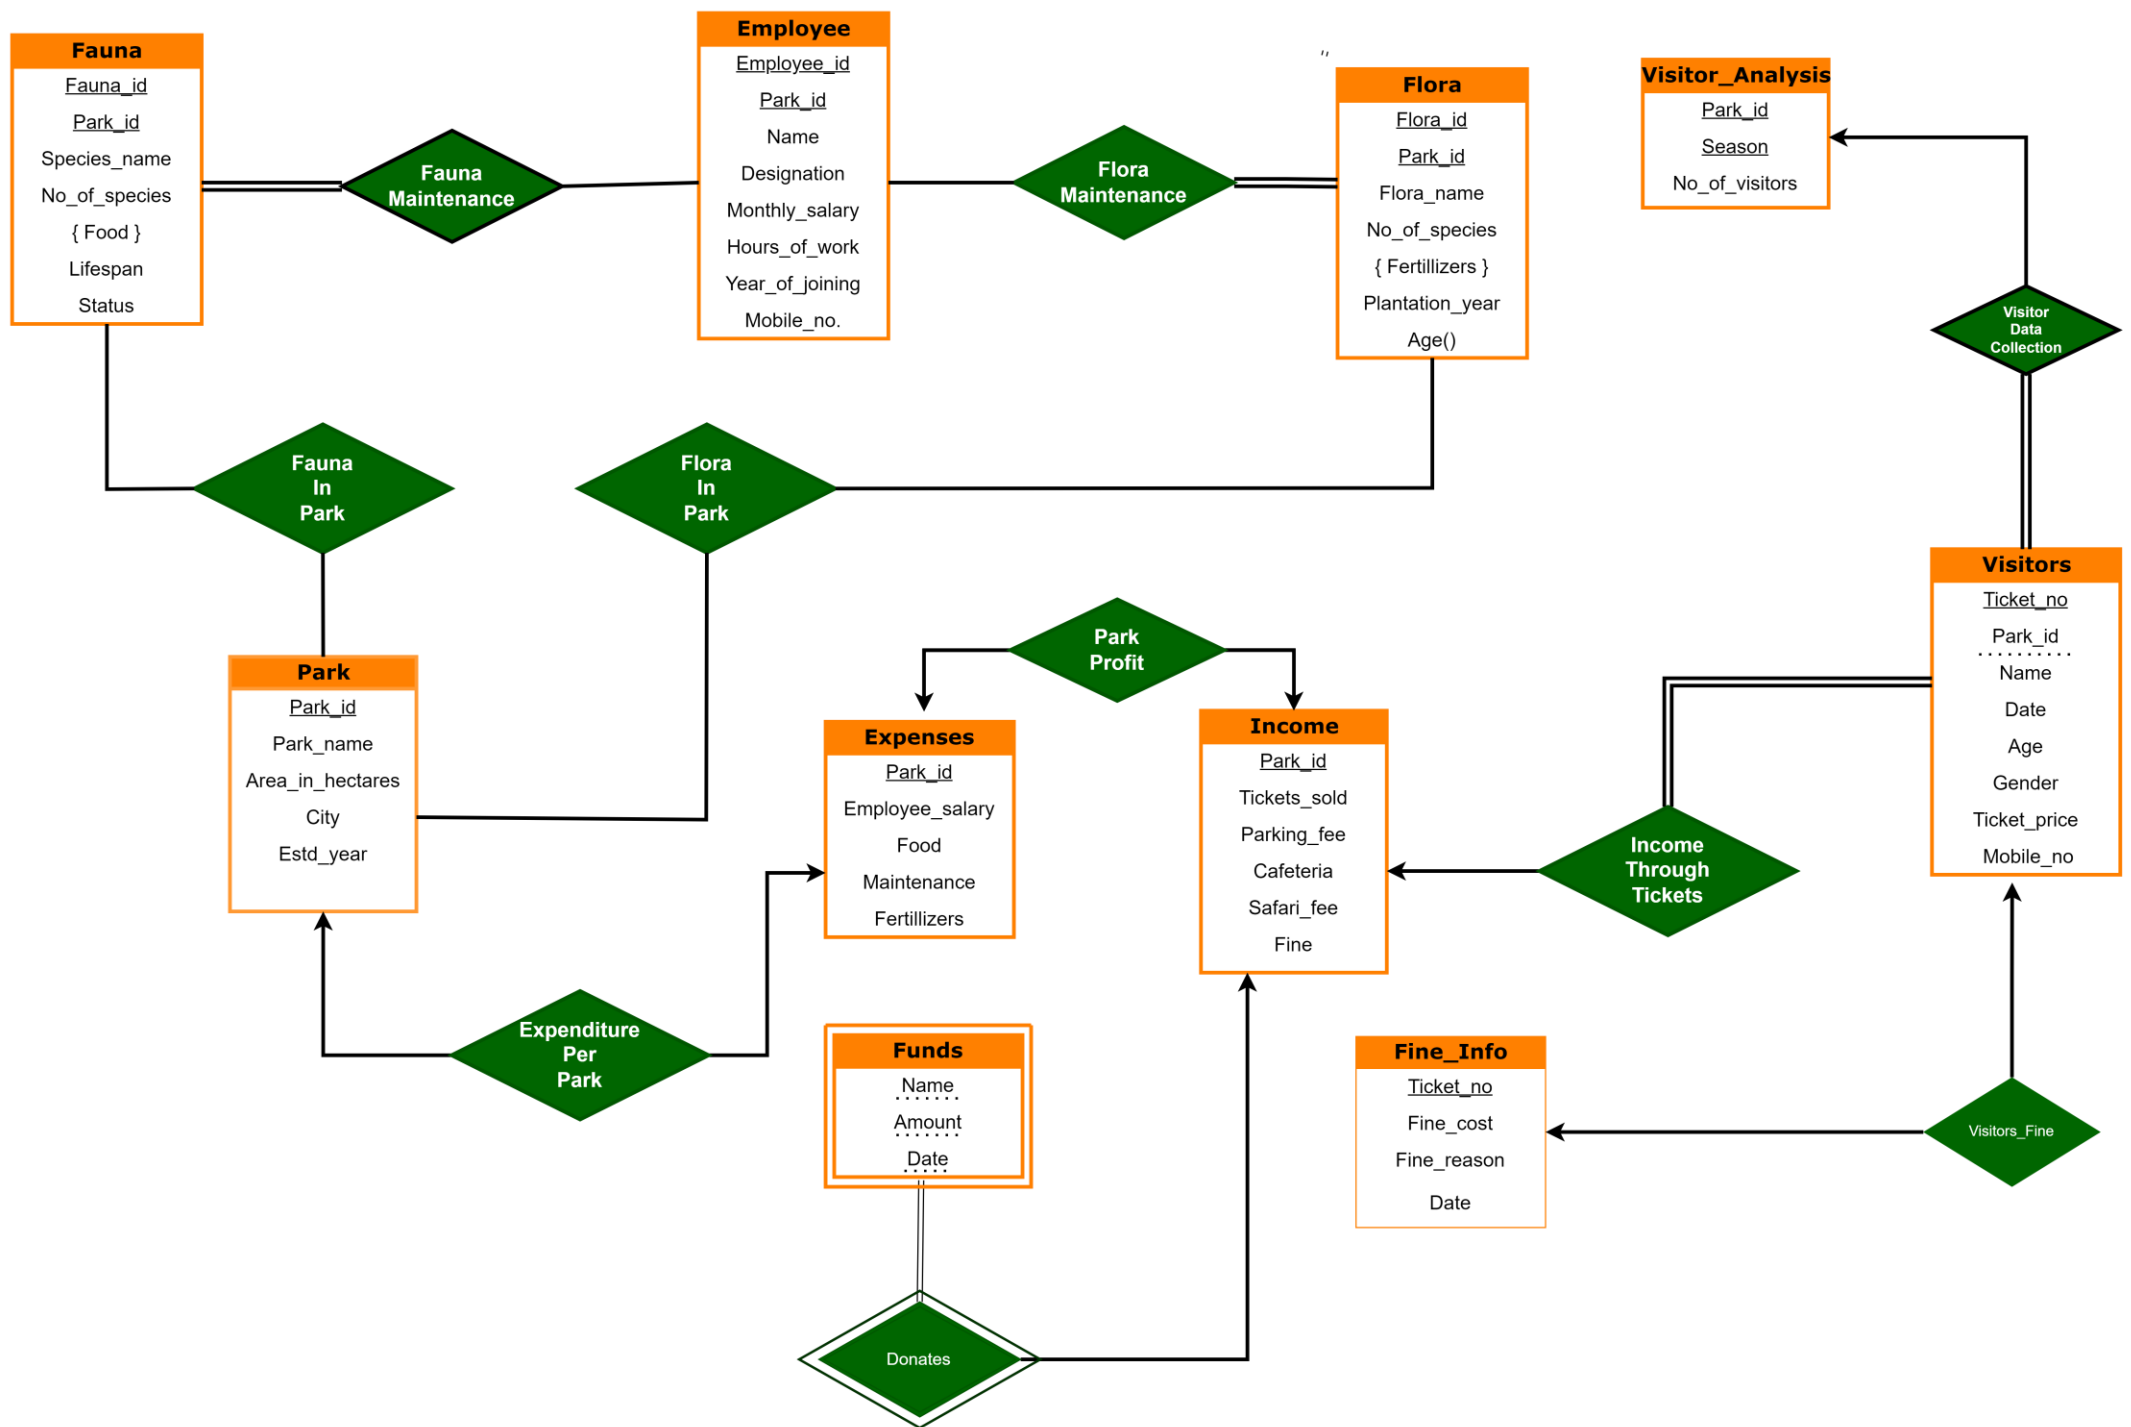 Fauna
Fauna_id
Park_id
Species_name
No_of_species
{ Food }
Lifespan
Status
Fauna
Maintenance
Employee
Employee_id
Park_id
Name
Designation
Monthly_salary
Hours_of_work
Year_of_joining
Mobile_no.
Flora
Maintenance
,,
Flora
Flora_id
Park_id
Flora_name
No_of_species
{ Fertillizers }
Plantation_year
Age()
Visitor_Analysis
Park_id
Season
No_of_visitors
Visitor
Data
Collection
Fauna
In
Park
Flora
In
Park
Park
Park_id
Park_name
Area_in_hectares
City
Estd_year
Park
Profit
Expenses
Park_id
Employee_salary
Food
Maintenance
Fertillizers
Income
Park_id
Tickets_sold
Parking_fee
Cafeteria
Safari_fee
Fine
Income
Through
Tickets
Visitors
Ticket_no
Park_id
Name
Date
Age
Gender
Ticket_price
Mobile_no
Expenditure
Per
Park
Funds
Name
Amount
Date
Donates
Fine_Info
Ticket_no
Fine_cost
Fine_reason
Date
Visitors_Fine